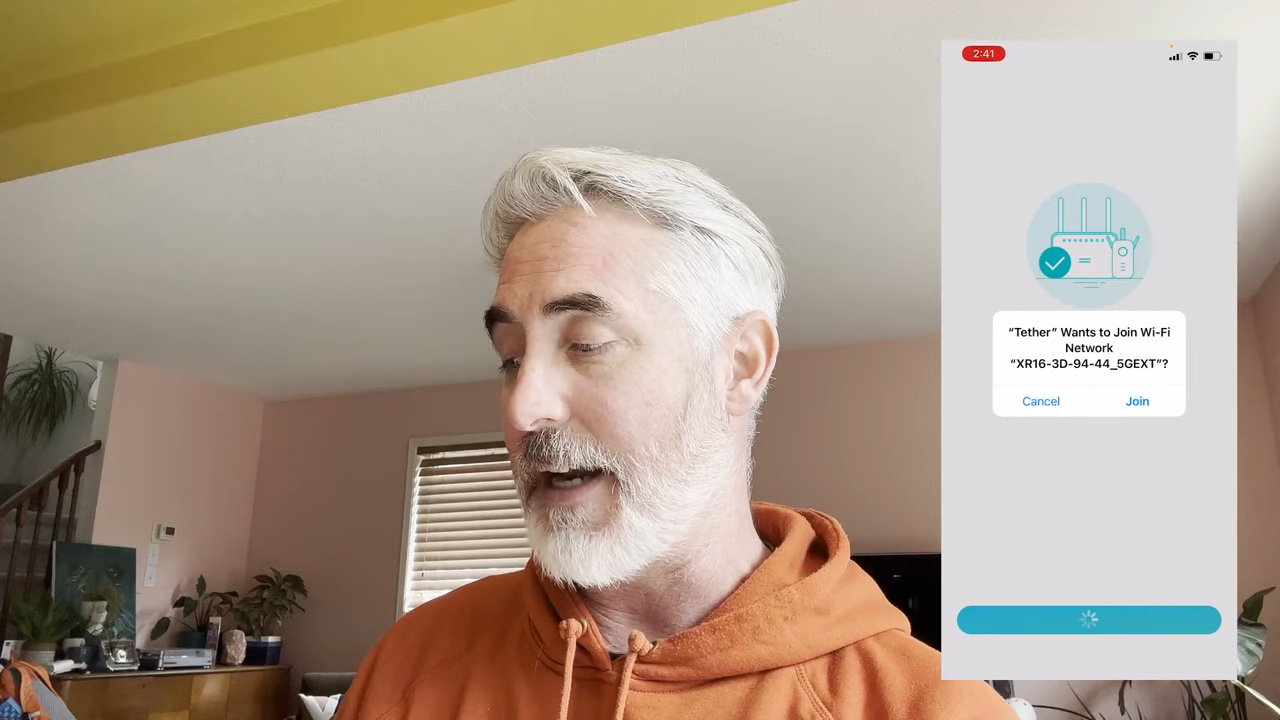 2:41
“Tether” Wants to Join Wi-Fi
Network
“XR16-3D-94-44_5GEXT”?
Cancel
Join